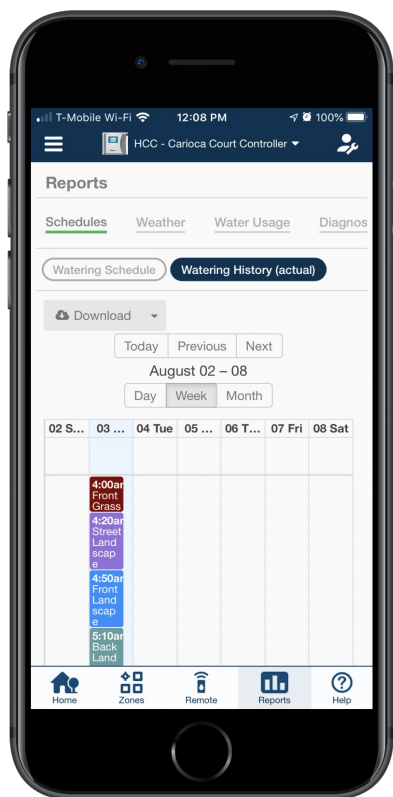 T-Mobile Wi-Fi 12:08 PM 100%
HCC - Carioca Court Controller
Reports
Schedules Weather Water Usage Diagnos
Watering Schedule Watering History (actual)
Download
Today Previous Next
August 02 – 08
Day Week Month
02 S... 03 ... 04 Tue 05 ... 06 T... 07 Fri 08 Sat
4:00am
Front
Grass
4:20am
Street
Land
scap
e
4:50am
Front
Land
scap
e
5:10am
Back
Land
Home Zones Remote Reports Help